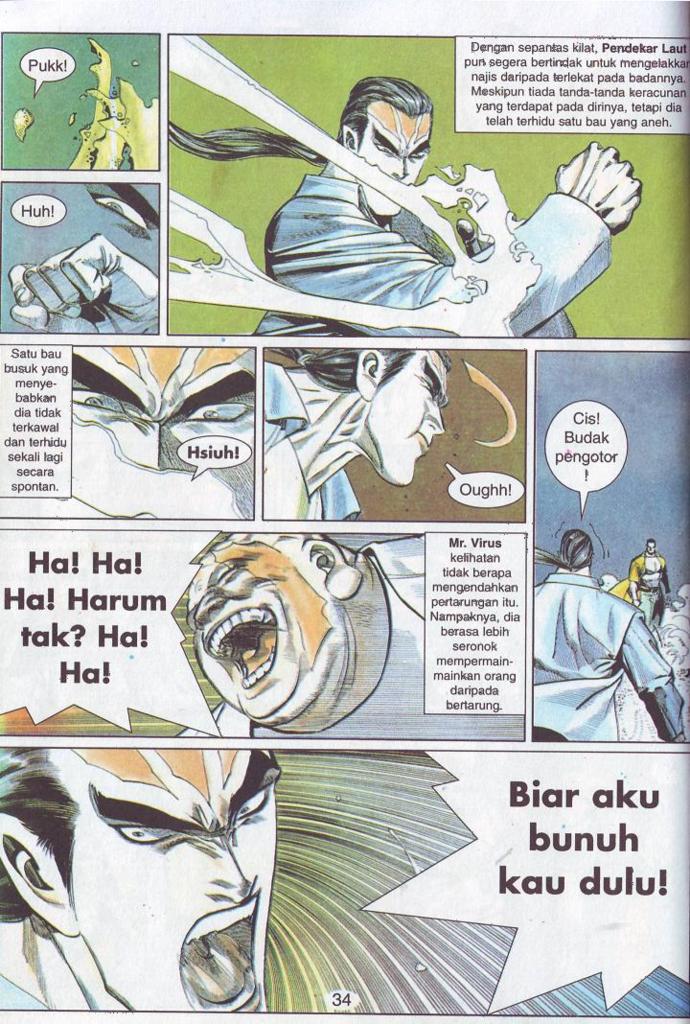 Pukk!
Dengan sepantas kilat, Pendekar Laut
pun segera bertindak untuk mengelakkan
najis daripada terlekat pada badannya.
Meskipun tiada tanda-tanda keracunan
yang terdapat pada dirinya, tetapi dia
telah terhidu satu bau yang aneh.
Huh!
Satu bau
busuk yang
menye-
babkan
dia tidak
terkawal
dan terhidu
sekali lagi
secara
spontan.
Hsiuh!
Oughh!
Cis!
Budak
pengotor
!
Ha! Ha!
Ha! Harum
tak? Ha!
Ha!
Mr. Virus
kelihatan
tidak berapa
mengendahkan
pertarungan itu.
Nampaknya, dia
berasa lebih
seronok
mempermain-
mainkan orang
daripada
bertarung.
Biar aku
bunuh
kau dulu!
34